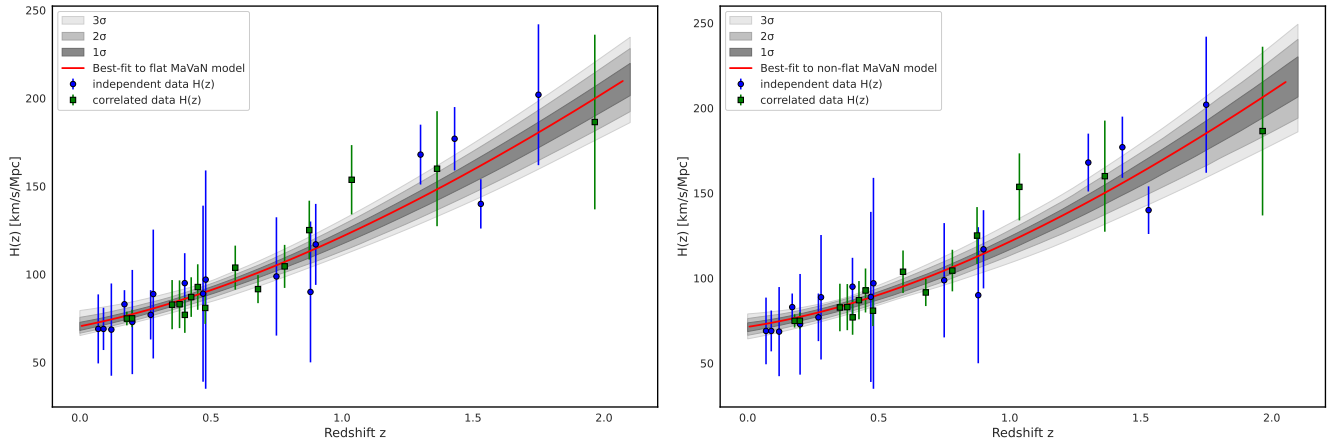 250
200
150
100
50
H(z) [km/s/Mpc]
3σ
2σ
1σ
Best-fit to flat MaVaN model
independent data H(z)
correlated data H(z)
0.0 0.5 1.0 1.5 2.0
Redshift z
250
200
150
100
50
H(z) [km/s/Mpc]
3σ
2σ
1σ
Best-fit to non-flat MaVaN model
independent data H(z)
correlated data H(z)
0.0 0.5 1.0 1.5 2.0
Redshift z